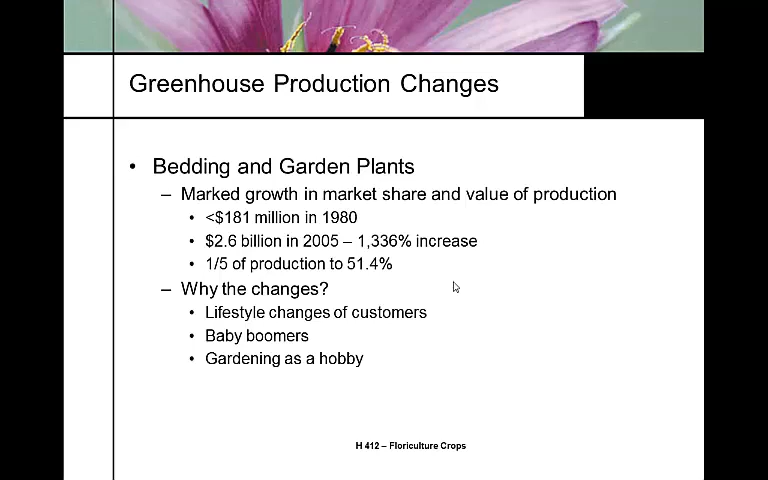 Greenhouse Production Changes
• Bedding and Garden Plants
– Marked growth in market share and value of production
• <$181 million in 1980
• $2.6 billion in 2005 – 1,336% increase
• 1/5 of production to 51.4%
– Why the changes?
• Lifestyle changes of customers
• Baby boomers
• Gardening as a hobby
H 412 – Floriculture Crops